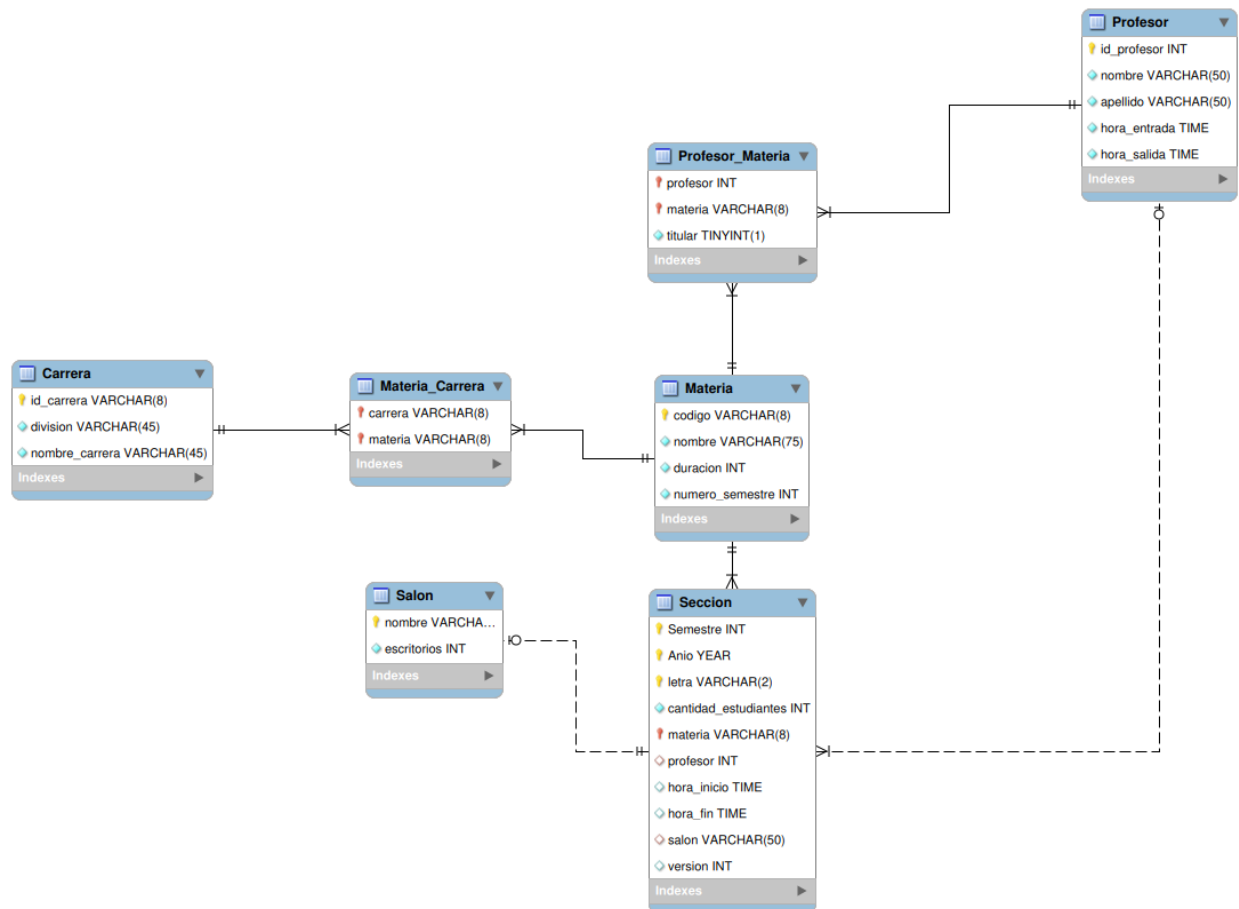 Profesor
id_profesor INT
nombre VARCHAR(50)
apellido VARCHAR(50)
hora_entrada TIME
hora_salida TIME
Indexes
Profesor_Materia
profesor INT
materia VARCHAR(8)
titular TINYINT(1)
Indexes
Carrera
id_carrera VARCHAR(8)
division VARCHAR(45)
nombre_carrera VARCHAR(45)
Indexes
Materia_Carrera
carrera VARCHAR(8)
materia VARCHAR(8)
Indexes
Materia
codigo VARCHAR(8)
nombre VARCHAR(75)
duracion INT
numero_semestre INT
Indexes
Salon
nombre VARCHA...
escritorios INT
Indexes
Seccion
Semestre INT
Anio YEAR
letra VARCHAR(2)
cantidad_estudiantes INT
materia VARCHAR(8)
profesor INT
hora_inicio TIME
hora_fin TIME
salon VARCHAR(50)
version INT
Indexes